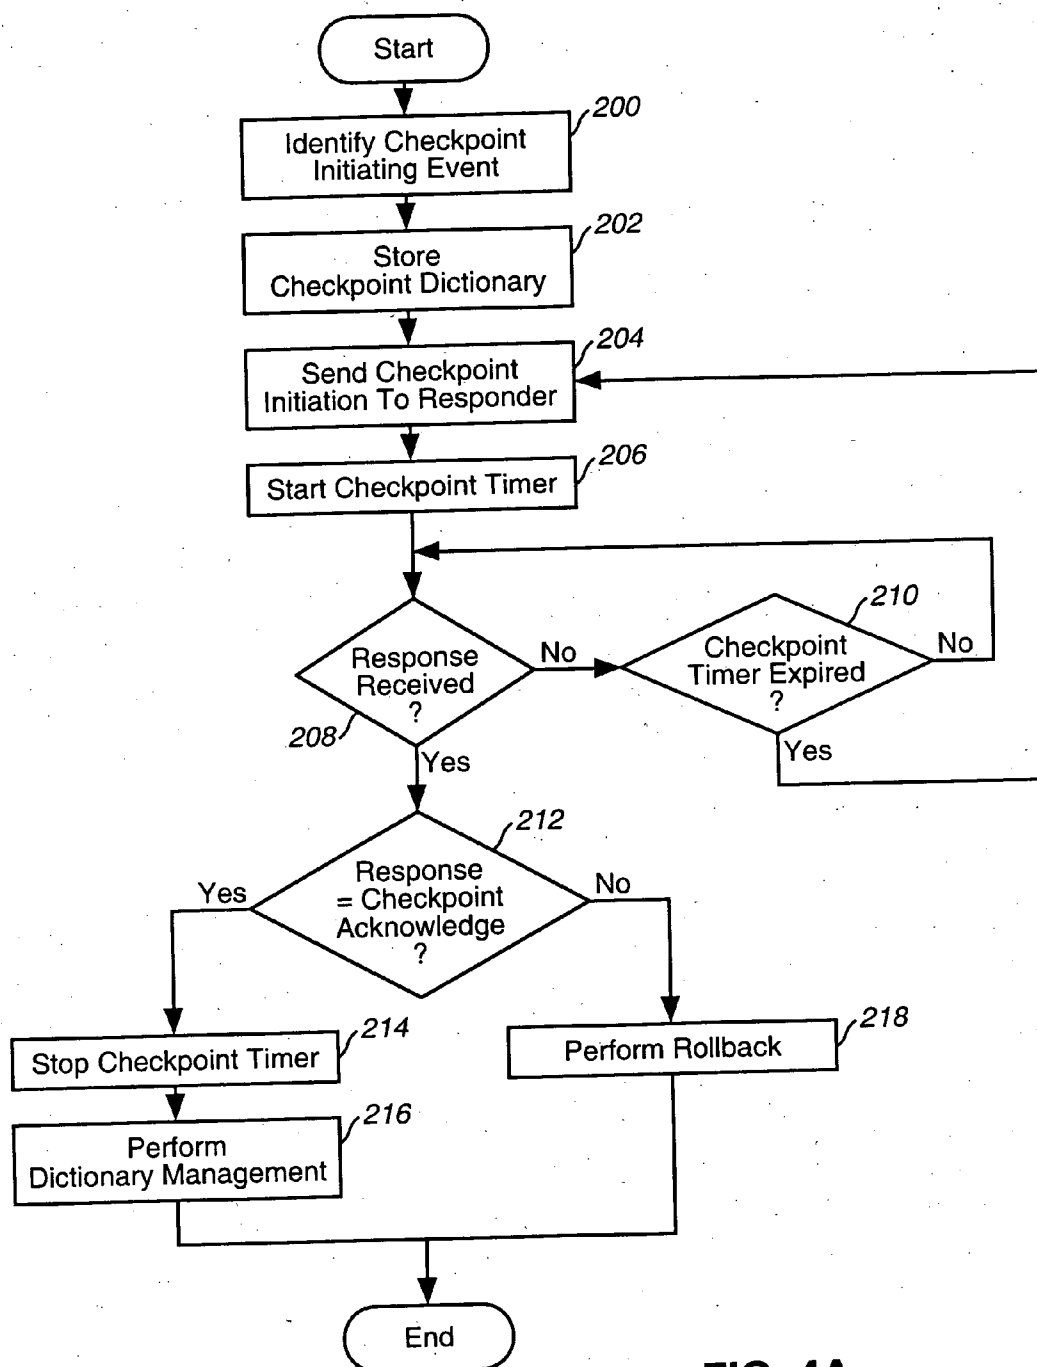 Start
200
Identify Checkpoint
Initiating Event
202
Store
Checkpoint Dictionary
204
Send Checkpoint
Initiation To Responder
206
Start Checkpoint Timer
210
Response
Received
?
No
Checkpoint
Timer Expired
?
No
208
Yes
Yes
212
Response
= Checkpoint
Acknowledge
?
Yes
No
214
Stop Checkpoint Timer
218
Perform Rollback
216
Perform
Dictionary Management
End
FIG. 4A